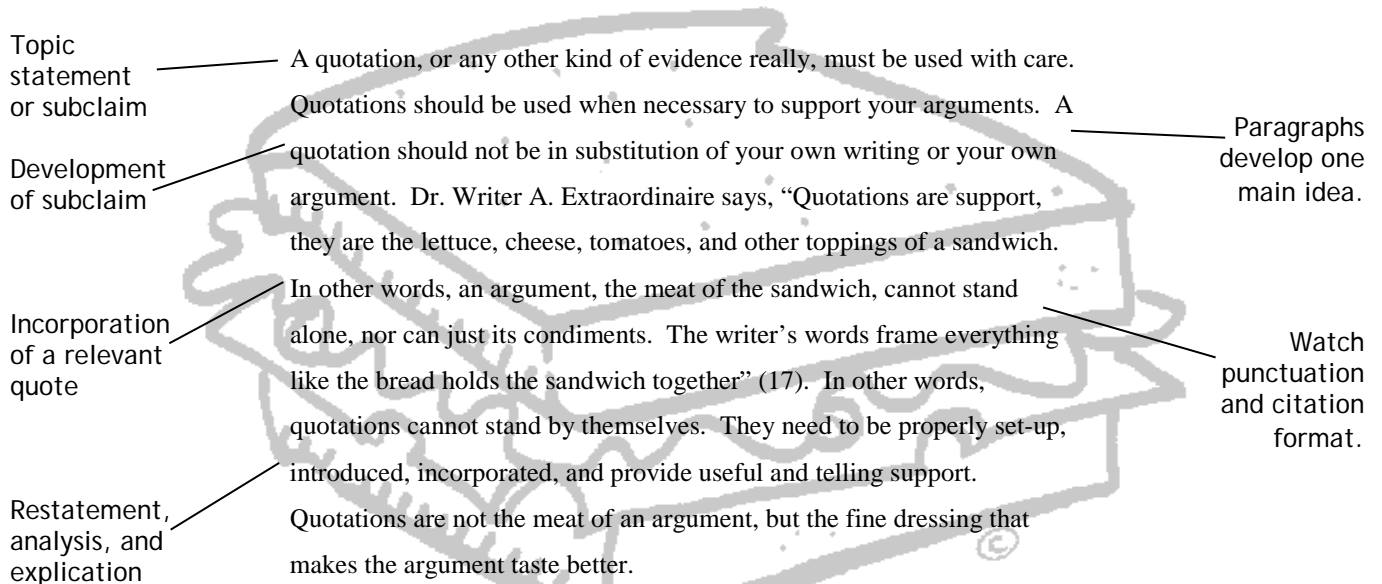 Topic
statement
or subclaim
Development
of subclaim
Incorporation
of a relevant
quote
Restatement,
analysis, and
explication
A quotation, or any other kind of evidence really, must be used with care.
Quotations should be used when necessary to support your arguments.  A
quotation should not be in substitution of your own writing or your own
argument.  Dr. Writer A. Extraordinaire says, “Quotations are support,
they are the lettuce, cheese, tomatoes, and other toppings of a sandwich.
In other words, an argument, the meat of the sandwich, cannot stand
alone, nor can just its condiments.  The writer’s words frame everything
like the bread holds the sandwich together” (17).  In other words,
quotations cannot stand by themselves.  They need to be properly set-up,
introduced, incorporated, and provide useful and telling support.
Quotations are not the meat of an argument, but the fine dressing that
makes the argument taste better.
Paragraphs
develop one
main idea.
Watch
punctuation
and citation
format.
©